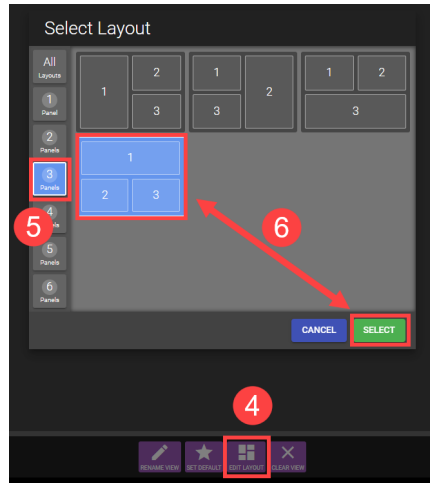 Select Layout
All
Layouts
1
Panel
2
Panels
3
Panels
4
5
Panels
6
Panels
1
2
3
1
2
3
1
2
3
1
2
3
5
6
CANCEL
SELECT
4
RENAME VIEW
SET DEFAULT
EDIT LAYOUT
CLEAR VIEW